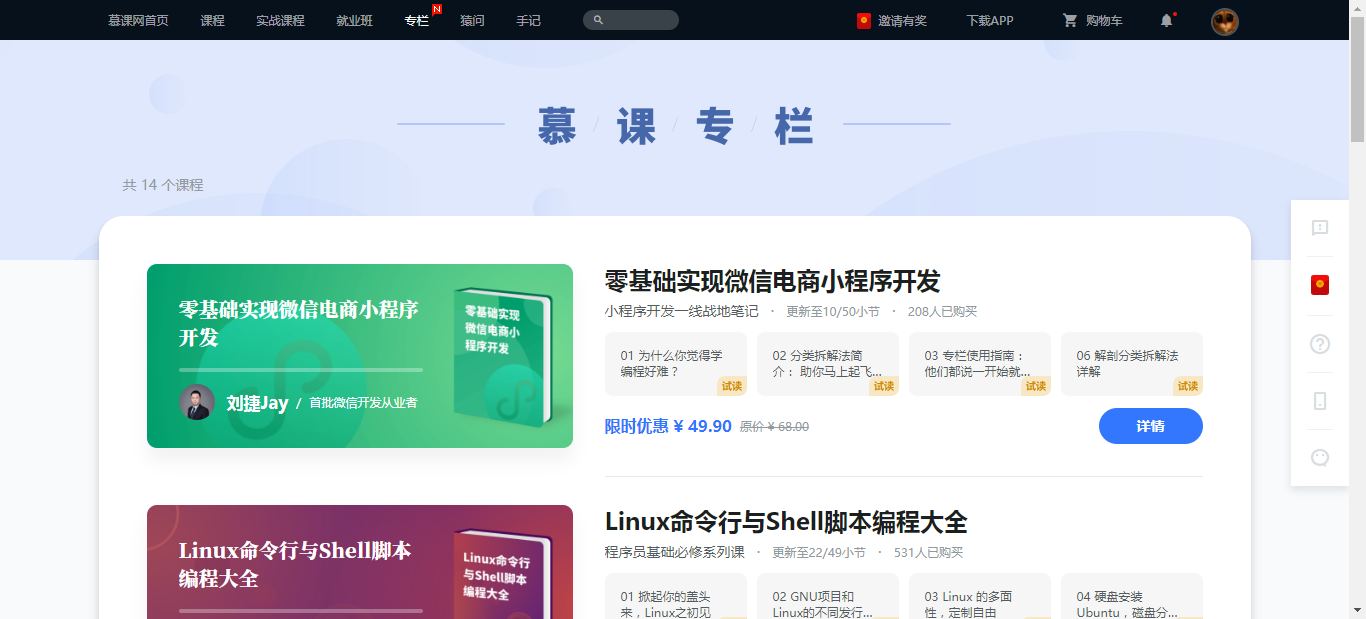 慕课网首页 课程 实战课程 就业班 专栏 N 猿问 手记 邀请有奖 下载APP 购物车
慕 / 课 / 专 / 栏
共 14 个课程
零基础实现微信电商小程序
开发
刘捷Jay / 首批微信开发从业者
零基础实现
微信电商小
程序开发
零基础实现微信电商小程序开发
小程序开发一线战地笔记 · 更新至10/50小节 · 208人已购买
01 为什么你觉得学
编程好难？
试读
02 分类拆解法简
介： 助你马上起飞...
试读
03 专栏使用指南：
他们都说一开始就...
试读
06 解剖分类拆解法
详解
试读
限时优惠 ¥ 49.90 原价 ¥ 68.00
详情
Linux命令行与Shell脚本
编程大全
Linux命令行
与Shell脚本
编程大全
Linux命令行与Shell脚本编程大全
程序员基础必修系列课 · 更新至22/49小节 · 531人已购买
01 掀起你的盖头
来，Linux之初见
02 GNU项目和
Linux的不同发行...
03 Linux 的多面
性，定制自由
04 硬盘安装
Ubuntu，磁盘分...